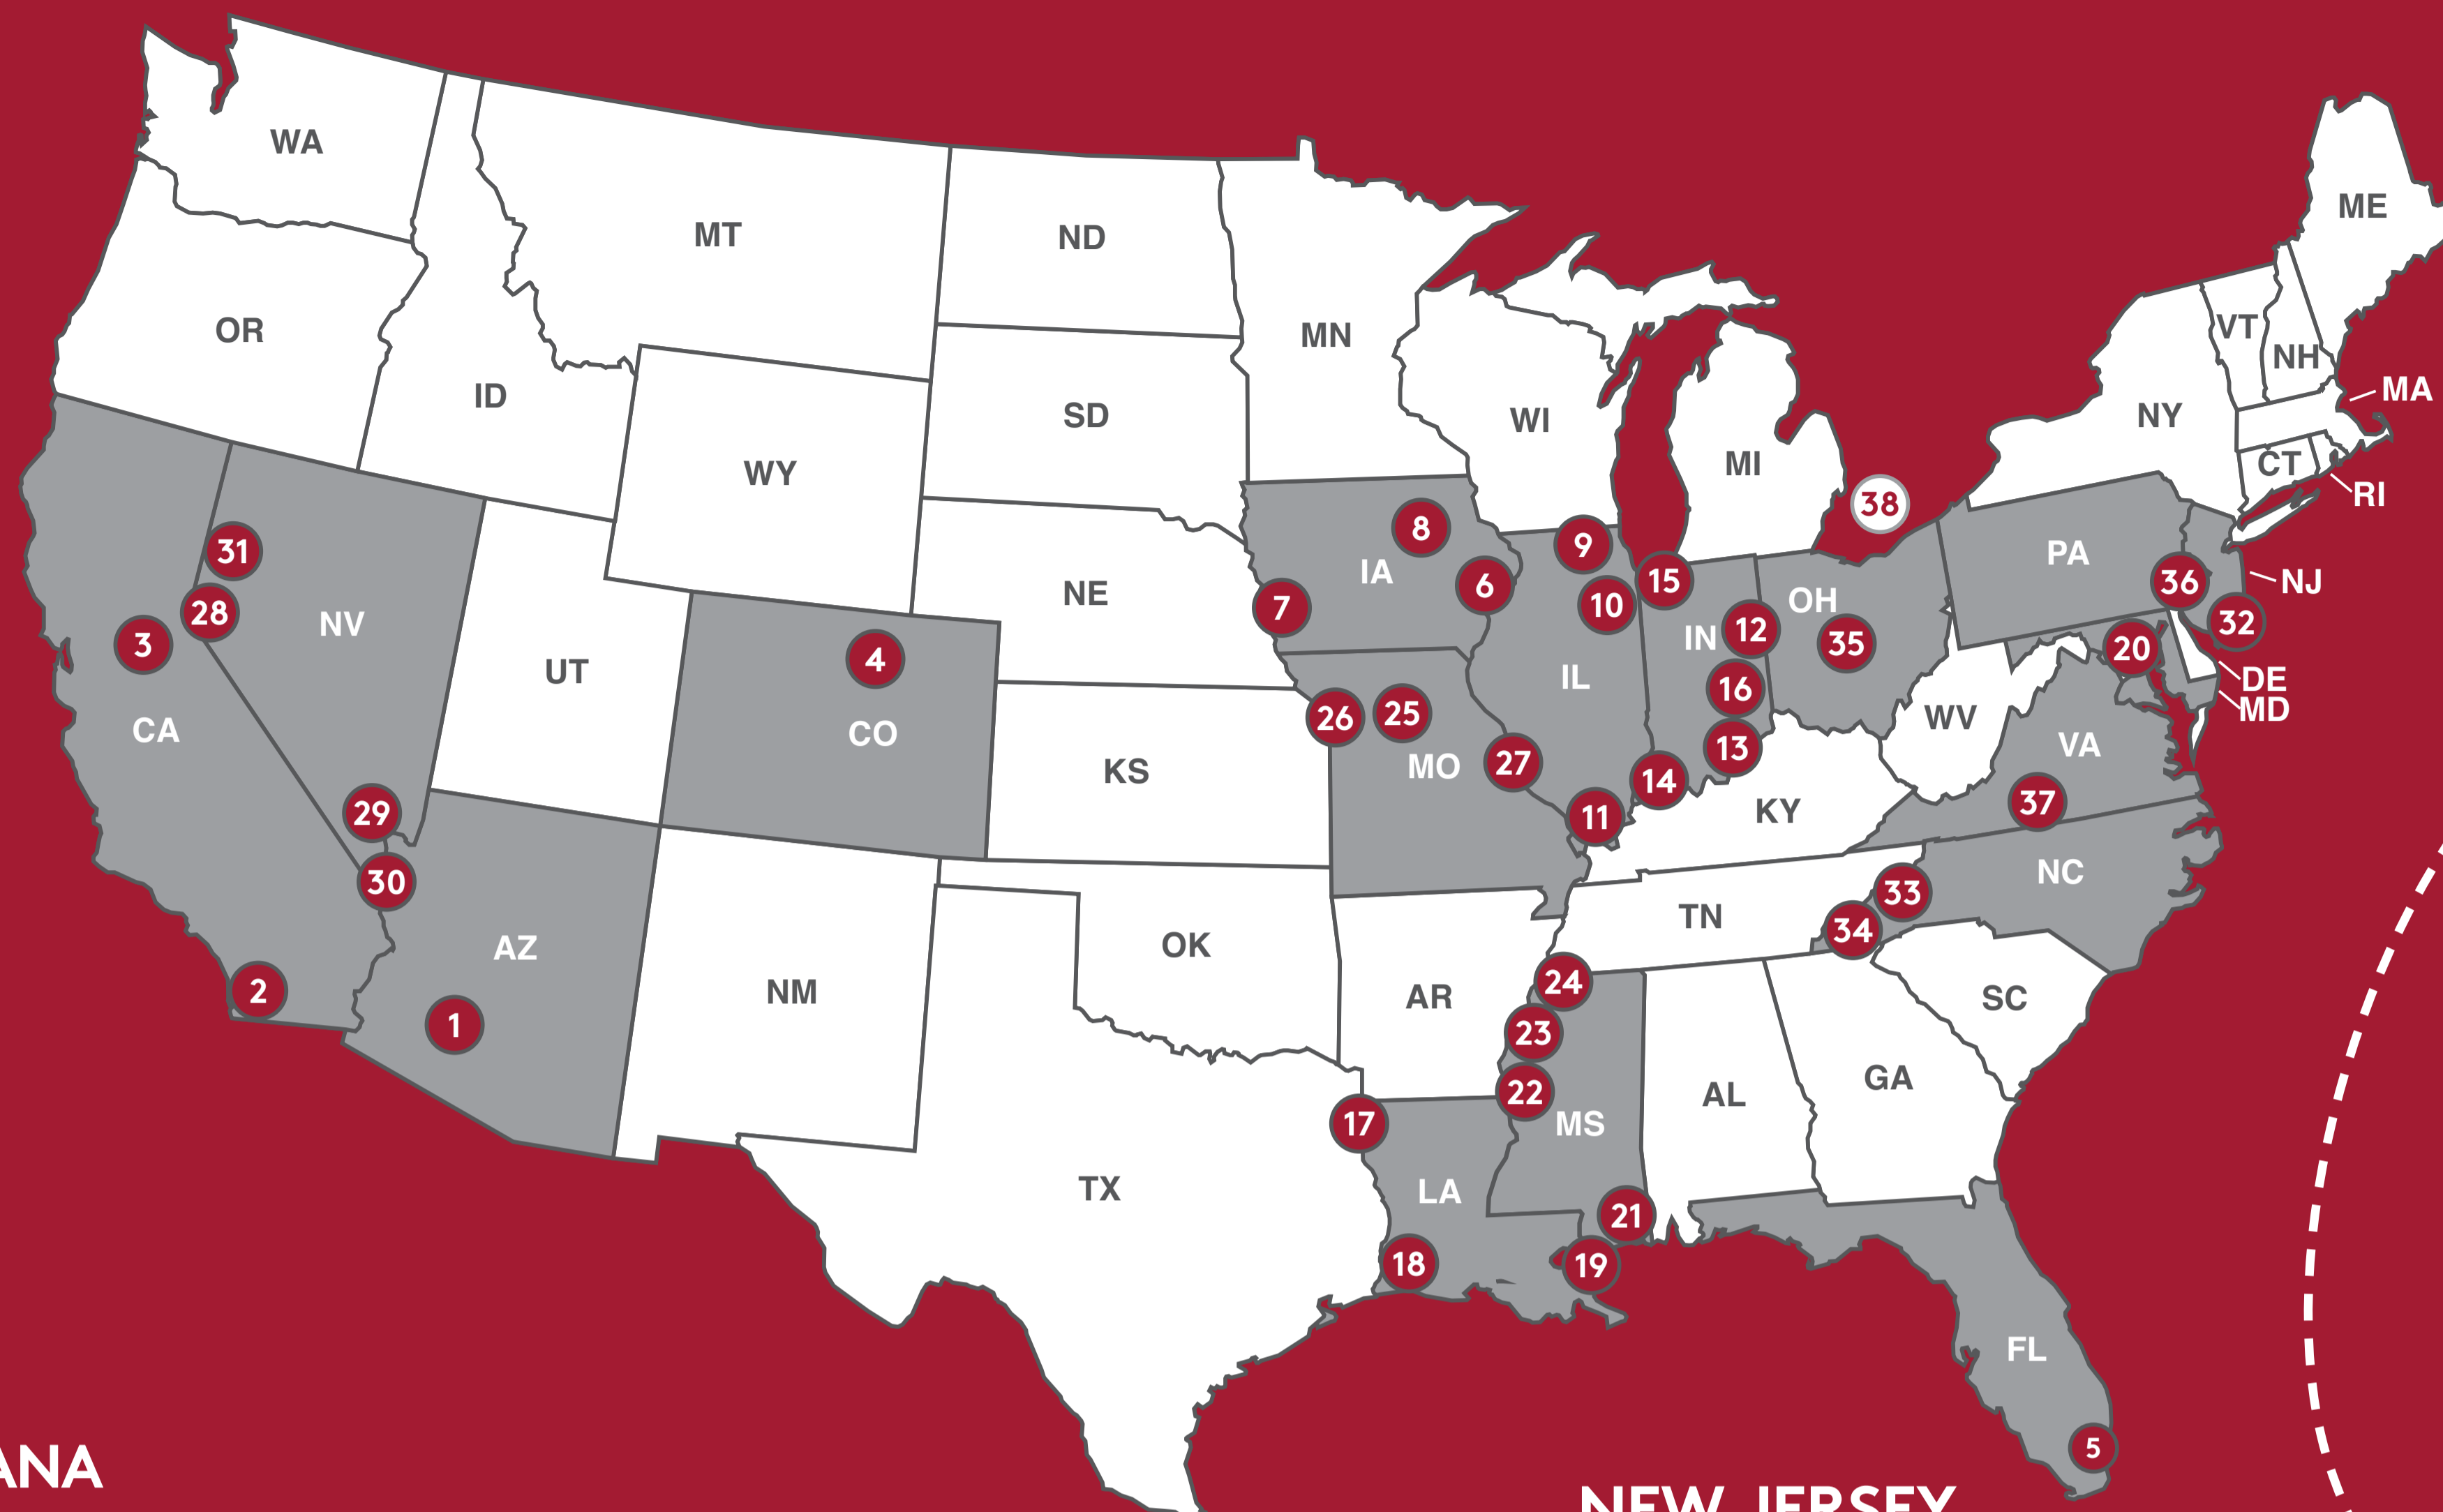 WA
MT
ND
ME
OR
MN
VT
NH
ID
SD
WI
NY
MA
WY
MI
CT
RI
38
8
31
9
PA
NE
IA
6
15
36
NJ
28
7
10
OH
NV
12
32
3
IN
35
20
UT
4
IL
DE
16
MD
26
25
WV
CA
CO
13
VA
KS
MO
27
14
37
29
11
KY
30
NC
33
TN
34
AZ
OK
2
NM
24
AR
SC
1
23
22
AL
GA
17
MS
TX
LA
21
18
19
FL
5
ANA
NEW JERSEY